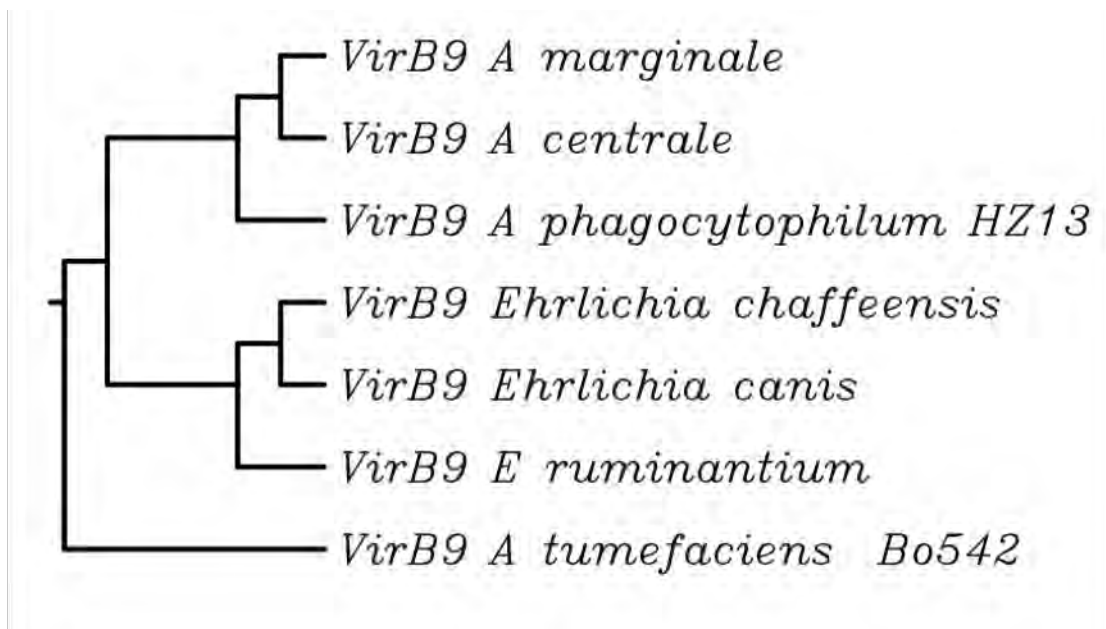 VirB9 A marginale
VirB9 A centrale
VirB9 A phagocytophilum HZ13
VirB9 Ehrlichia chaffeensis
VirB9 Ehrlichia canis
VirB9 E ruminantium
VirB9 A tumefaciens Bo542